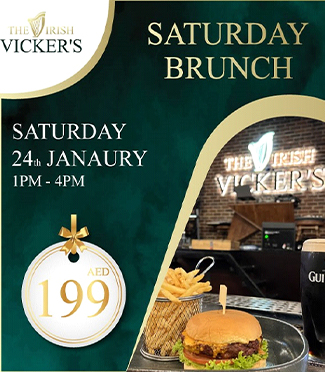 THE IRISH
VICKER'S
SATURDAY
BRUNCH
SATURDAY
24th JANAURY
1PM - 4PM
AED
199
THE IRISH
VICKER'S
GUI